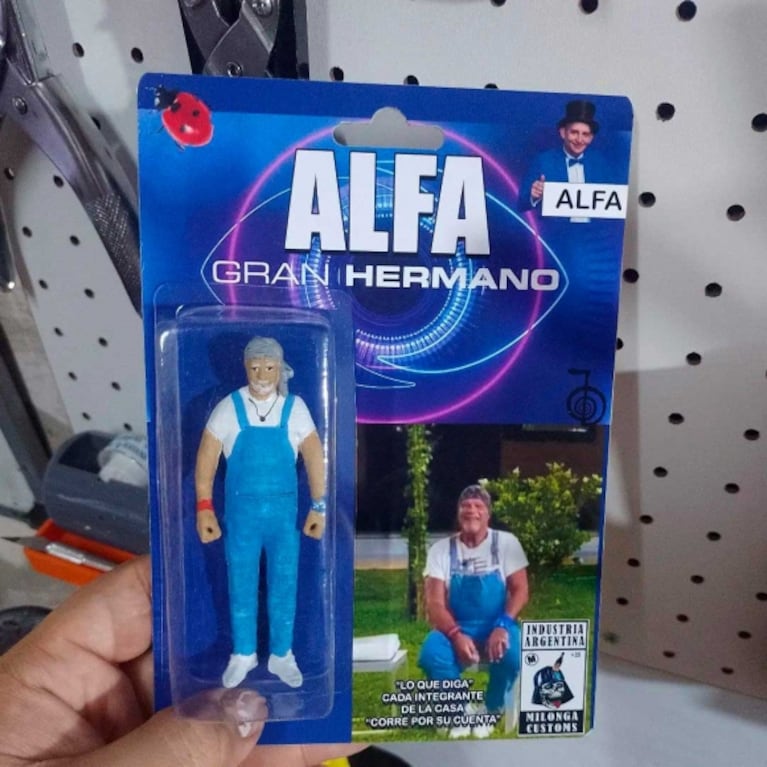 ALFA
GRAN HERMANO
ALFA
"LO QUE DIGA"
CADA INTEGRANTE
DE LA CASA
"CORRE POR SU CUENTA"
INDUSTRIA
ARGENTINA
MILONGA
CUSTOMS